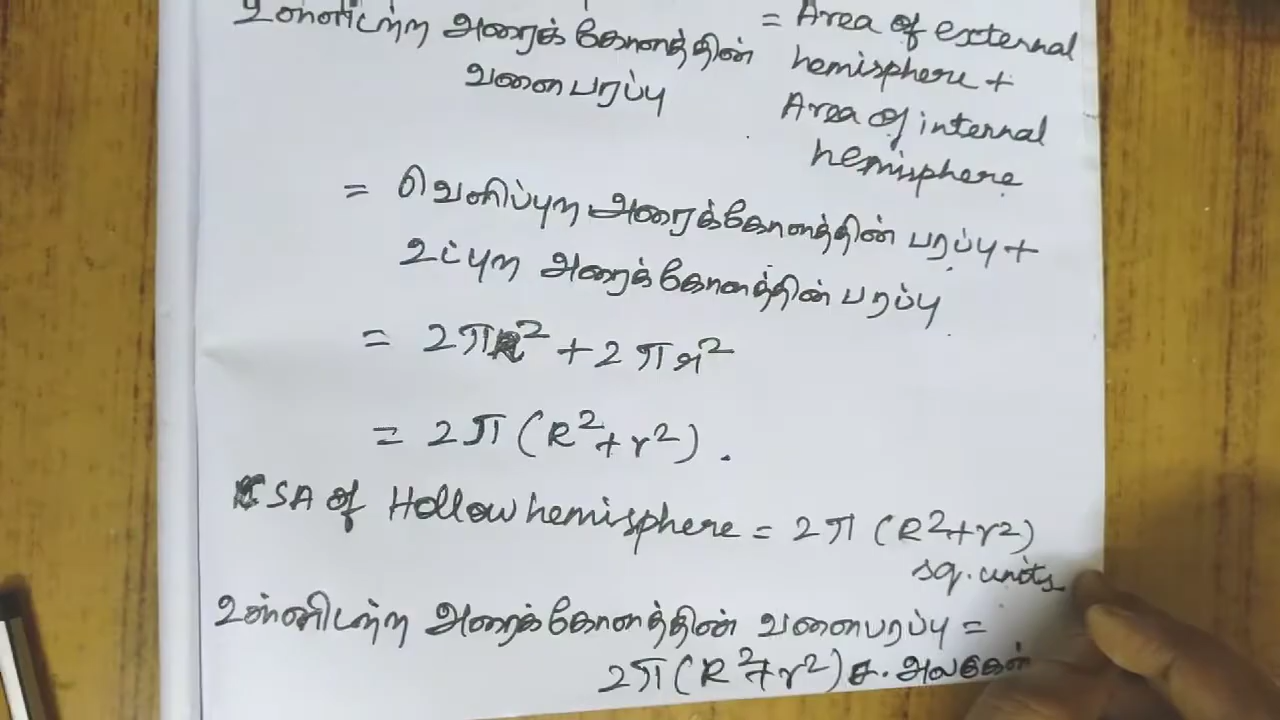 உள்ளீடற்ற அரைக் கோளத்தின் = Area of external
வளைபரப்பு hemisphere +
Area of internal
hemisphere
= வெளிப்புற அரைக்கோளத்தின் பரப்பு +
உட்புற அரைக்கோளத்தின் பரப்பு
= 2πR² + 2πr²
= 2π (R² + r²).
CSA of Hollow hemisphere = 2π (R²+r²)
sq. units
உள்ளிடற்ற அரைக்கோளத்தின் வளைபரப்பு =
2π(R²+r²) ச. அலகுகள்